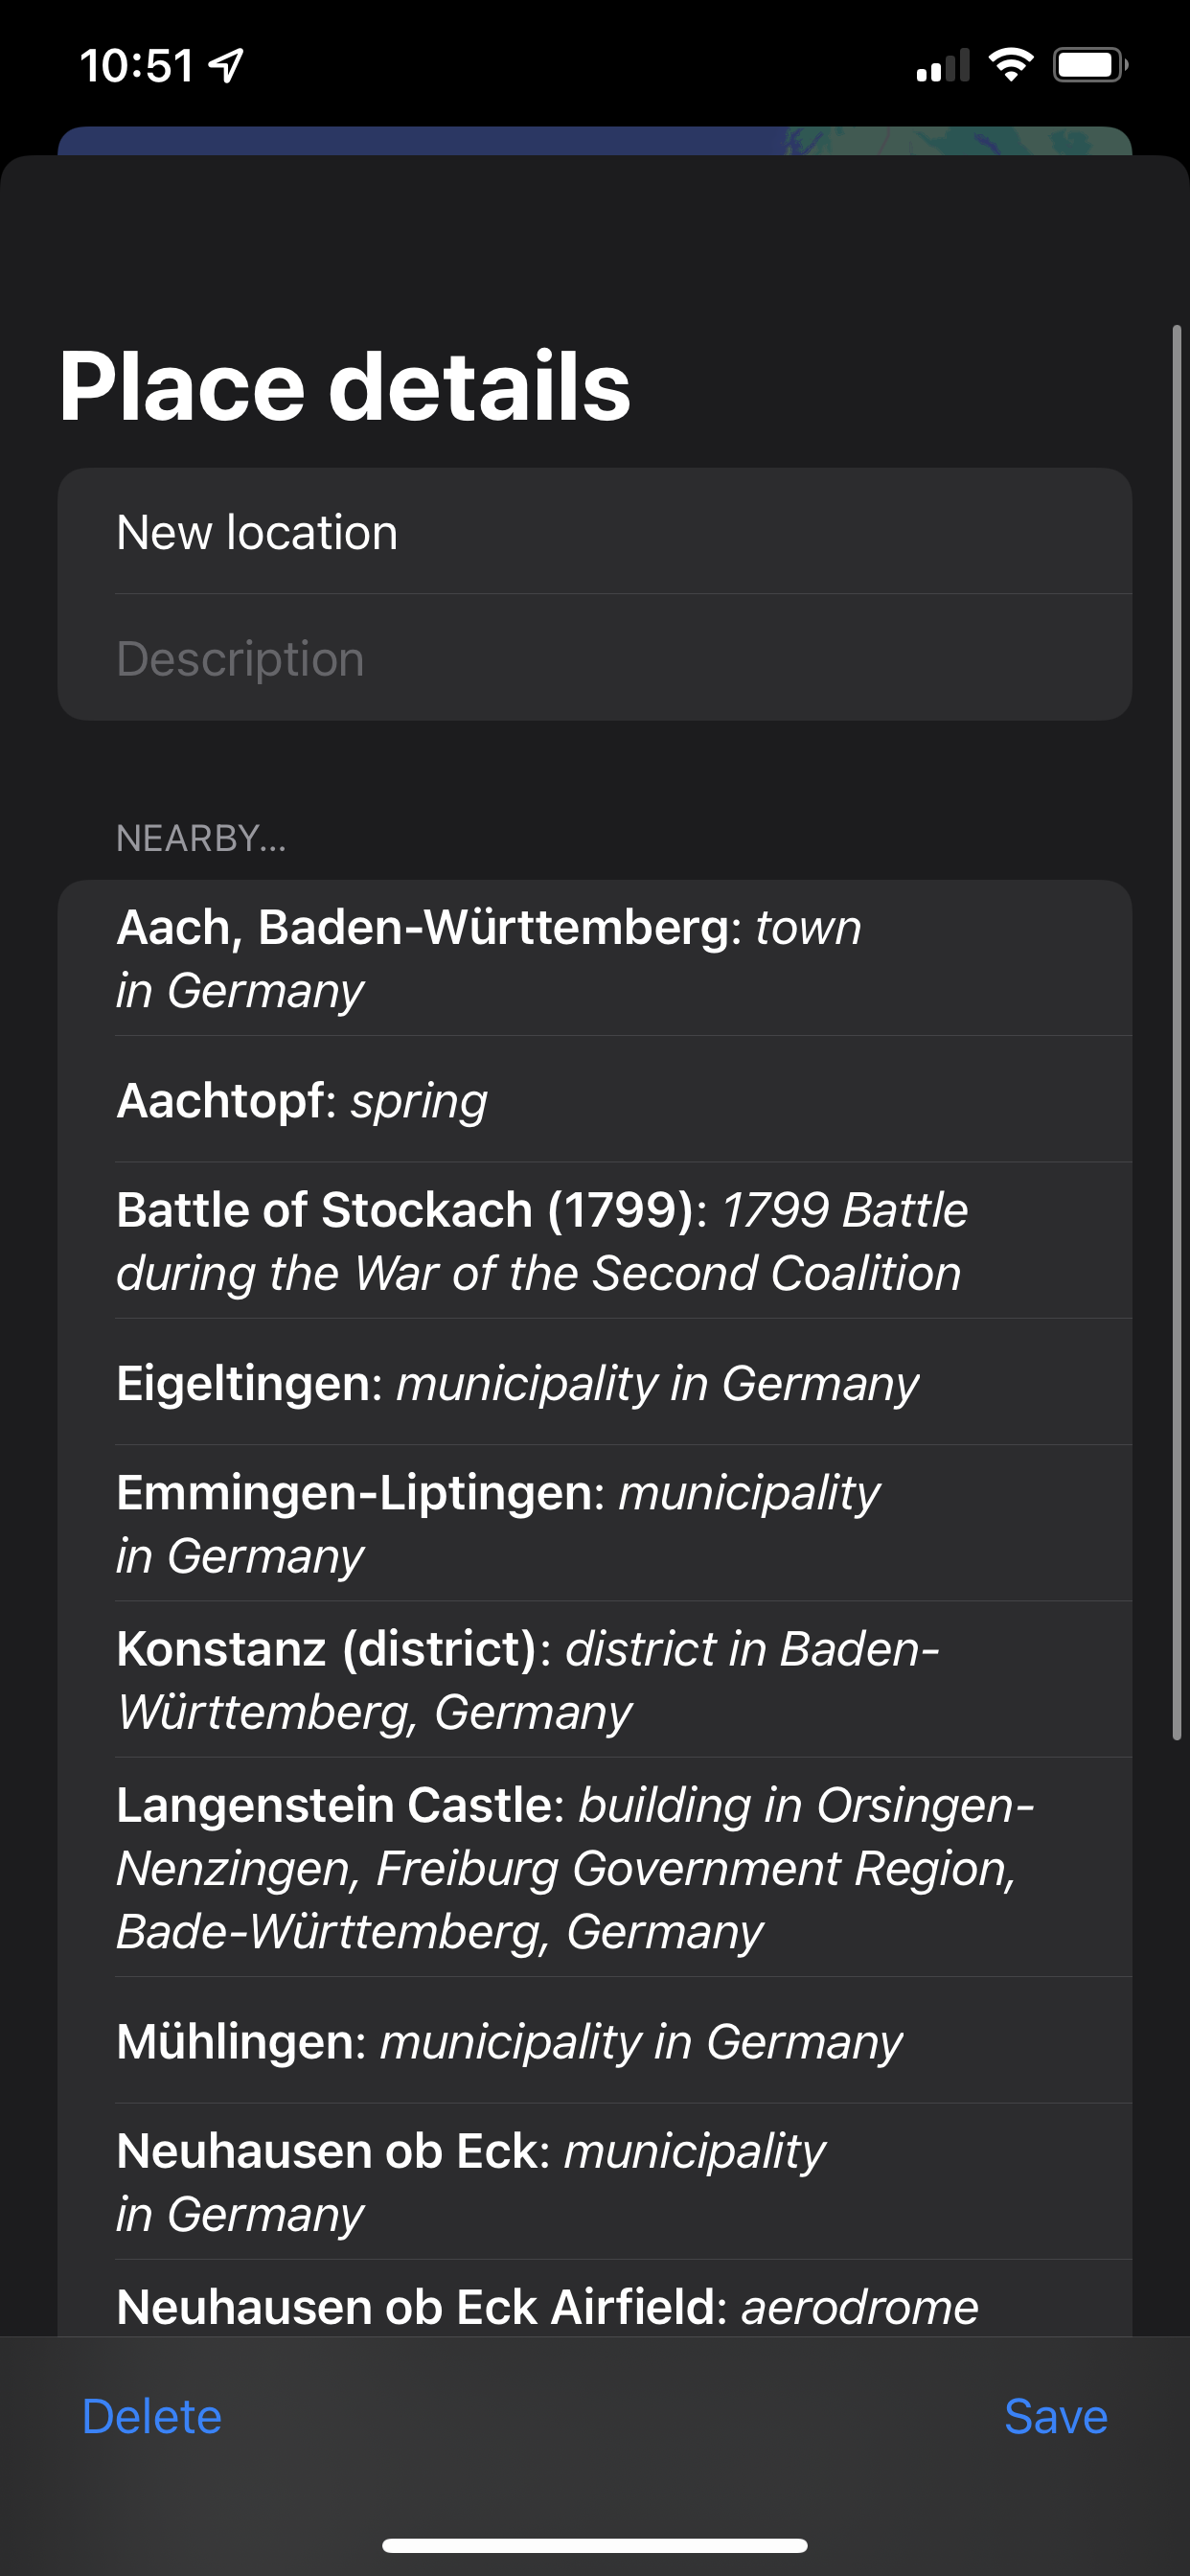 10:51
Place details
New location
Description
NEARBY...
Aach, Baden-Württemberg: town
in Germany
Aachtopf: spring
Battle of Stockach (1799): 1799 Battle
during the War of the Second Coalition
Eigeltingen: municipality in Germany
Emmingen-Liptingen: municipality
in Germany
Konstanz (district): district in Baden-
Württemberg, Germany
Langenstein Castle: building in Orsingen-
Nenzingen, Freiburg Government Region,
Bade-Württemberg, Germany
Mühlingen: municipality in Germany
Neuhausen ob Eck: municipality
in Germany
Neuhausen ob Eck Airfield: aerodrome
Delete
Save